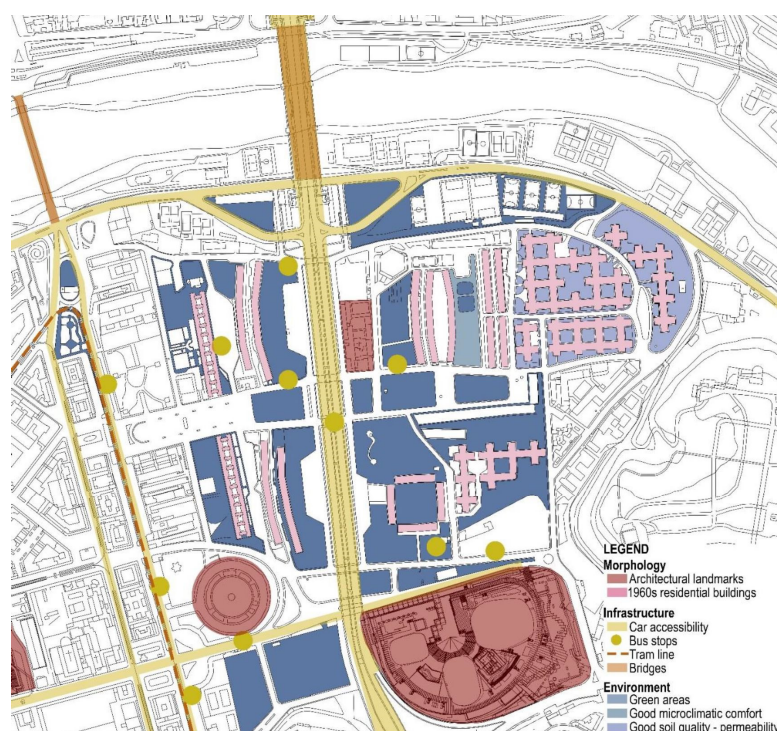 LEGEND
Morphology
Architectural landmarks
1960s residential buildings
Infrastructure
Car accessibility
Bus stops
Tram line
Bridges
Environment
Green areas
Good microclimatic comfort
Good soil quality - permeability